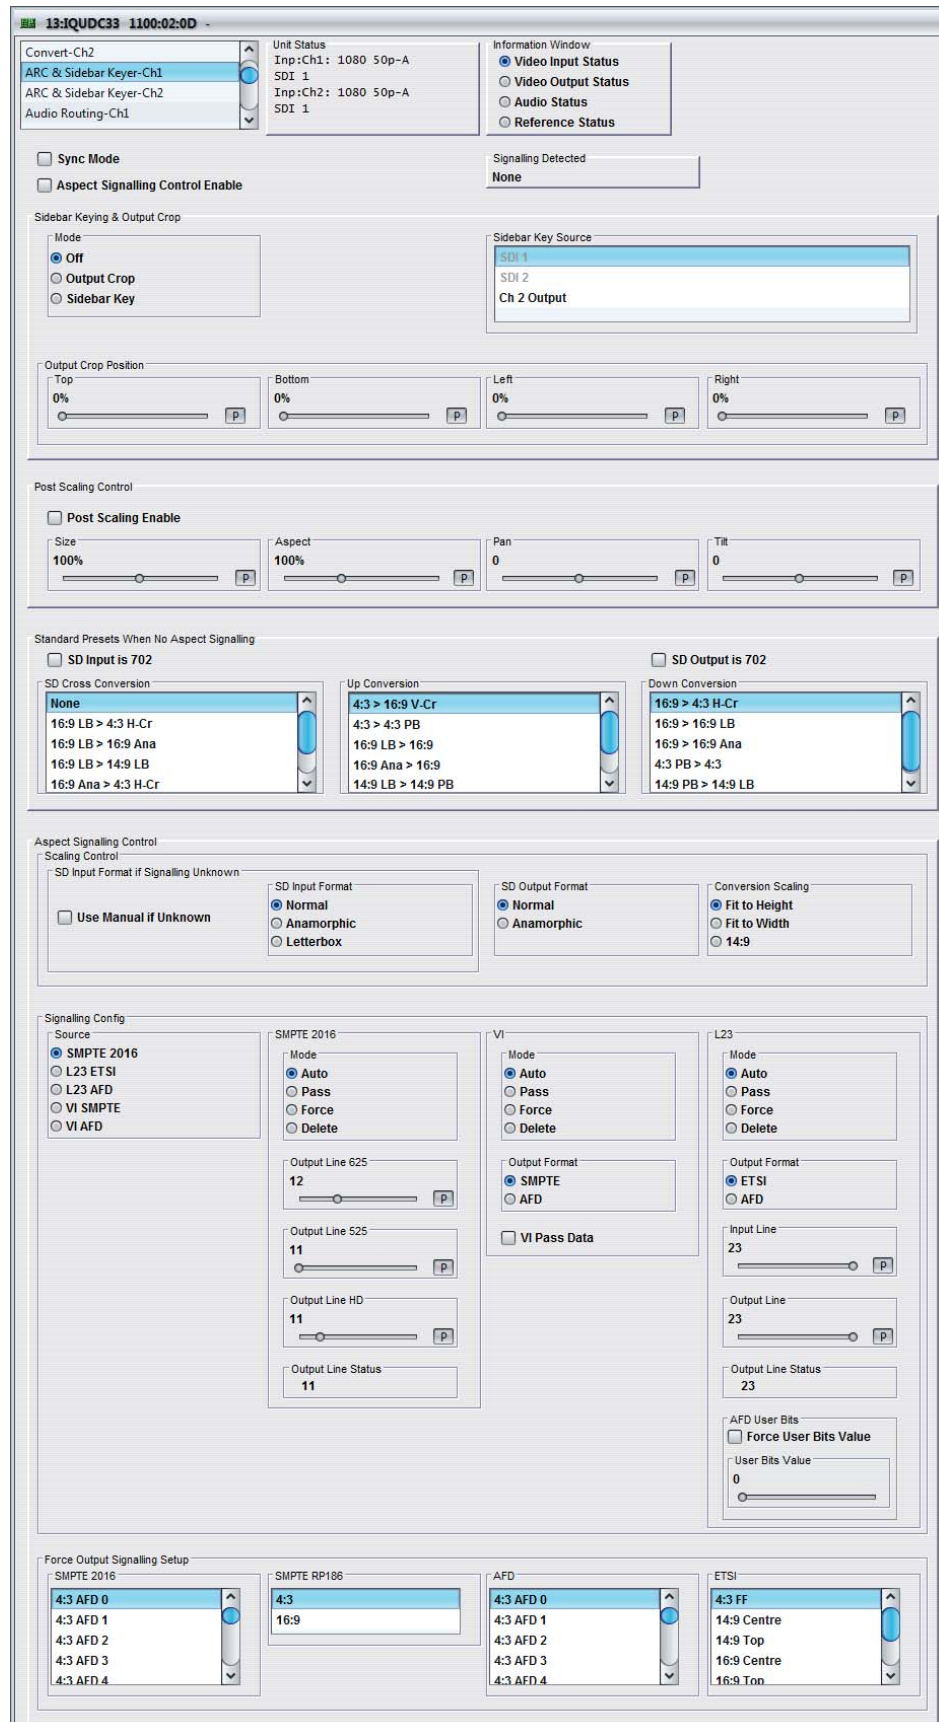 13:IQUDC33 1100:02:0D -
Convert-Ch2
ARC & Sidebar Keyer-Ch1
ARC & Sidebar Keyer-Ch2
Audio Routing-Ch1
Unit Status
Inp:Ch1: 1080 50p-A
SDI 1
Inp:Ch2: 1080 50p-A
SDI 1
Information Window
Video Input Status
Video Output Status
Audio Status
Reference Status
Sync Mode
Aspect Signalling Control Enable
Signalling Detected
None
Sidebar Keying & Output Crop
Mode
Off
Output Crop
Sidebar Key
Sidebar Key Source
SDI 1
SDI 2
Ch 2 Output
Output Crop Position
Top
0%
P
Bottom
0%
P
Left
0%
P
Right
0%
P
Post Scaling Control
Post Scaling Enable
Size
100%
P
Aspect
100%
P
Pan
0
P
Tilt
0
P
Standard Presets When No Aspect Signalling
SD Input is 702
SD Output is 702
SD Cross Conversion
None
16:9 LB > 4:3 H-Cr
16:9 LB > 16:9 Ana
16:9 LB > 14:9 LB
16:9 Ana > 4:3 H-Cr
Up Conversion
4:3 > 16:9 V-Cr
4:3 > 4:3 PB
16:9 LB > 16:9
16:9 Ana > 16:9
14:9 LB > 14:9 PB
Down Conversion
16:9 > 4:3 H-Cr
16:9 > 16:9 LB
16:9 > 16:9 Ana
4:3 PB > 4:3
14:9 PB > 14:9 LB
Aspect Signalling Control
Scaling Control
SD Input Format if Signalling Unknown
Use Manual if Unknown
SD Input Format
Normal
Anamorphic
Letterbox
SD Output Format
Normal
Anamorphic
Conversion Scaling
Fit to Height
Fit to Width
14:9
Signalling Config
Source
SMPTE 2016
L23 ETSI
L23 AFD
VI SMPTE
VI AFD
SMPTE 2016
Mode
Auto
Pass
Force
Delete
Output Line 625
12
P
Output Line 525
11
P
Output Line HD
11
P
Output Line Status
11
VI
Mode
Auto
Pass
Force
Delete
Output Format
SMPTE
AFD
VI Pass Data
L23
Mode
Auto
Pass
Force
Delete
Output Format
ETSI
AFD
Input Line
23
P
Output Line
23
P
Output Line Status
23
AFD User Bits
Force User Bits Value
User Bits Value
0
Force Output Signalling Setup
SMPTE 2016
4:3 AFD 0
4:3 AFD 1
4:3 AFD 2
4:3 AFD 3
4:3 AFD 4
SMPTE RP186
4:3
16:9
AFD
4:3 AFD 0
4:3 AFD 1
4:3 AFD 2
4:3 AFD 3
4:3 AFD 4
ETSI
4:3 FF
14:9 Centre
14:9 Top
16:9 Centre
16:9 Top